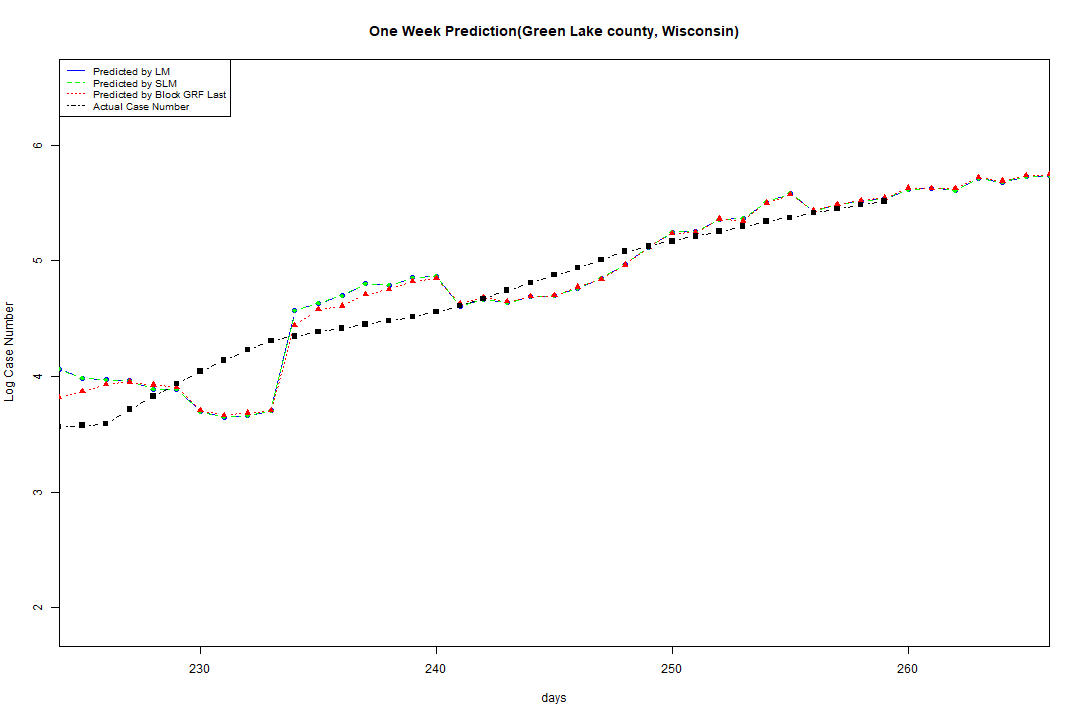 One Week Prediction(Green Lake county, Wisconsin)
Predicted by LM
Predicted by SLM
Predicted by Block GRF Last
Actual Case Number
Log Case Number
6
5
4
3
2
230
240
250
260
days